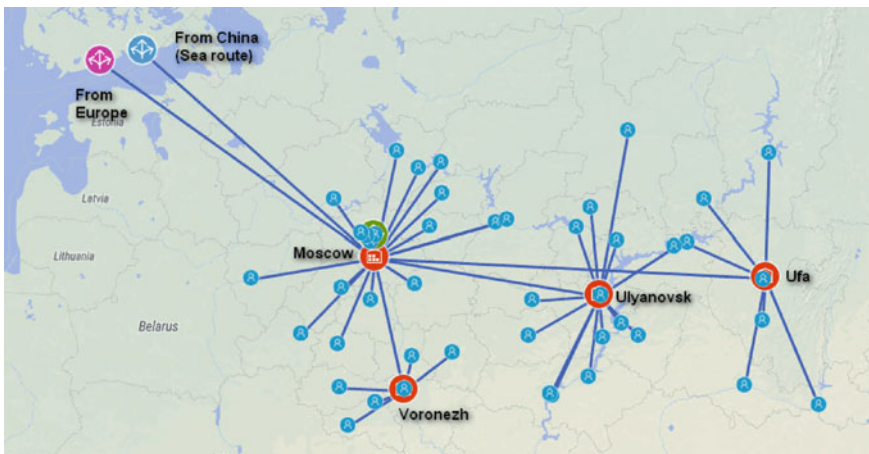 From China
(Sea route)
From
Europe
Estonia
Latvia
Lithuania
Moscow
Belarus
Ulyanovsk
Ufa
Voronezh